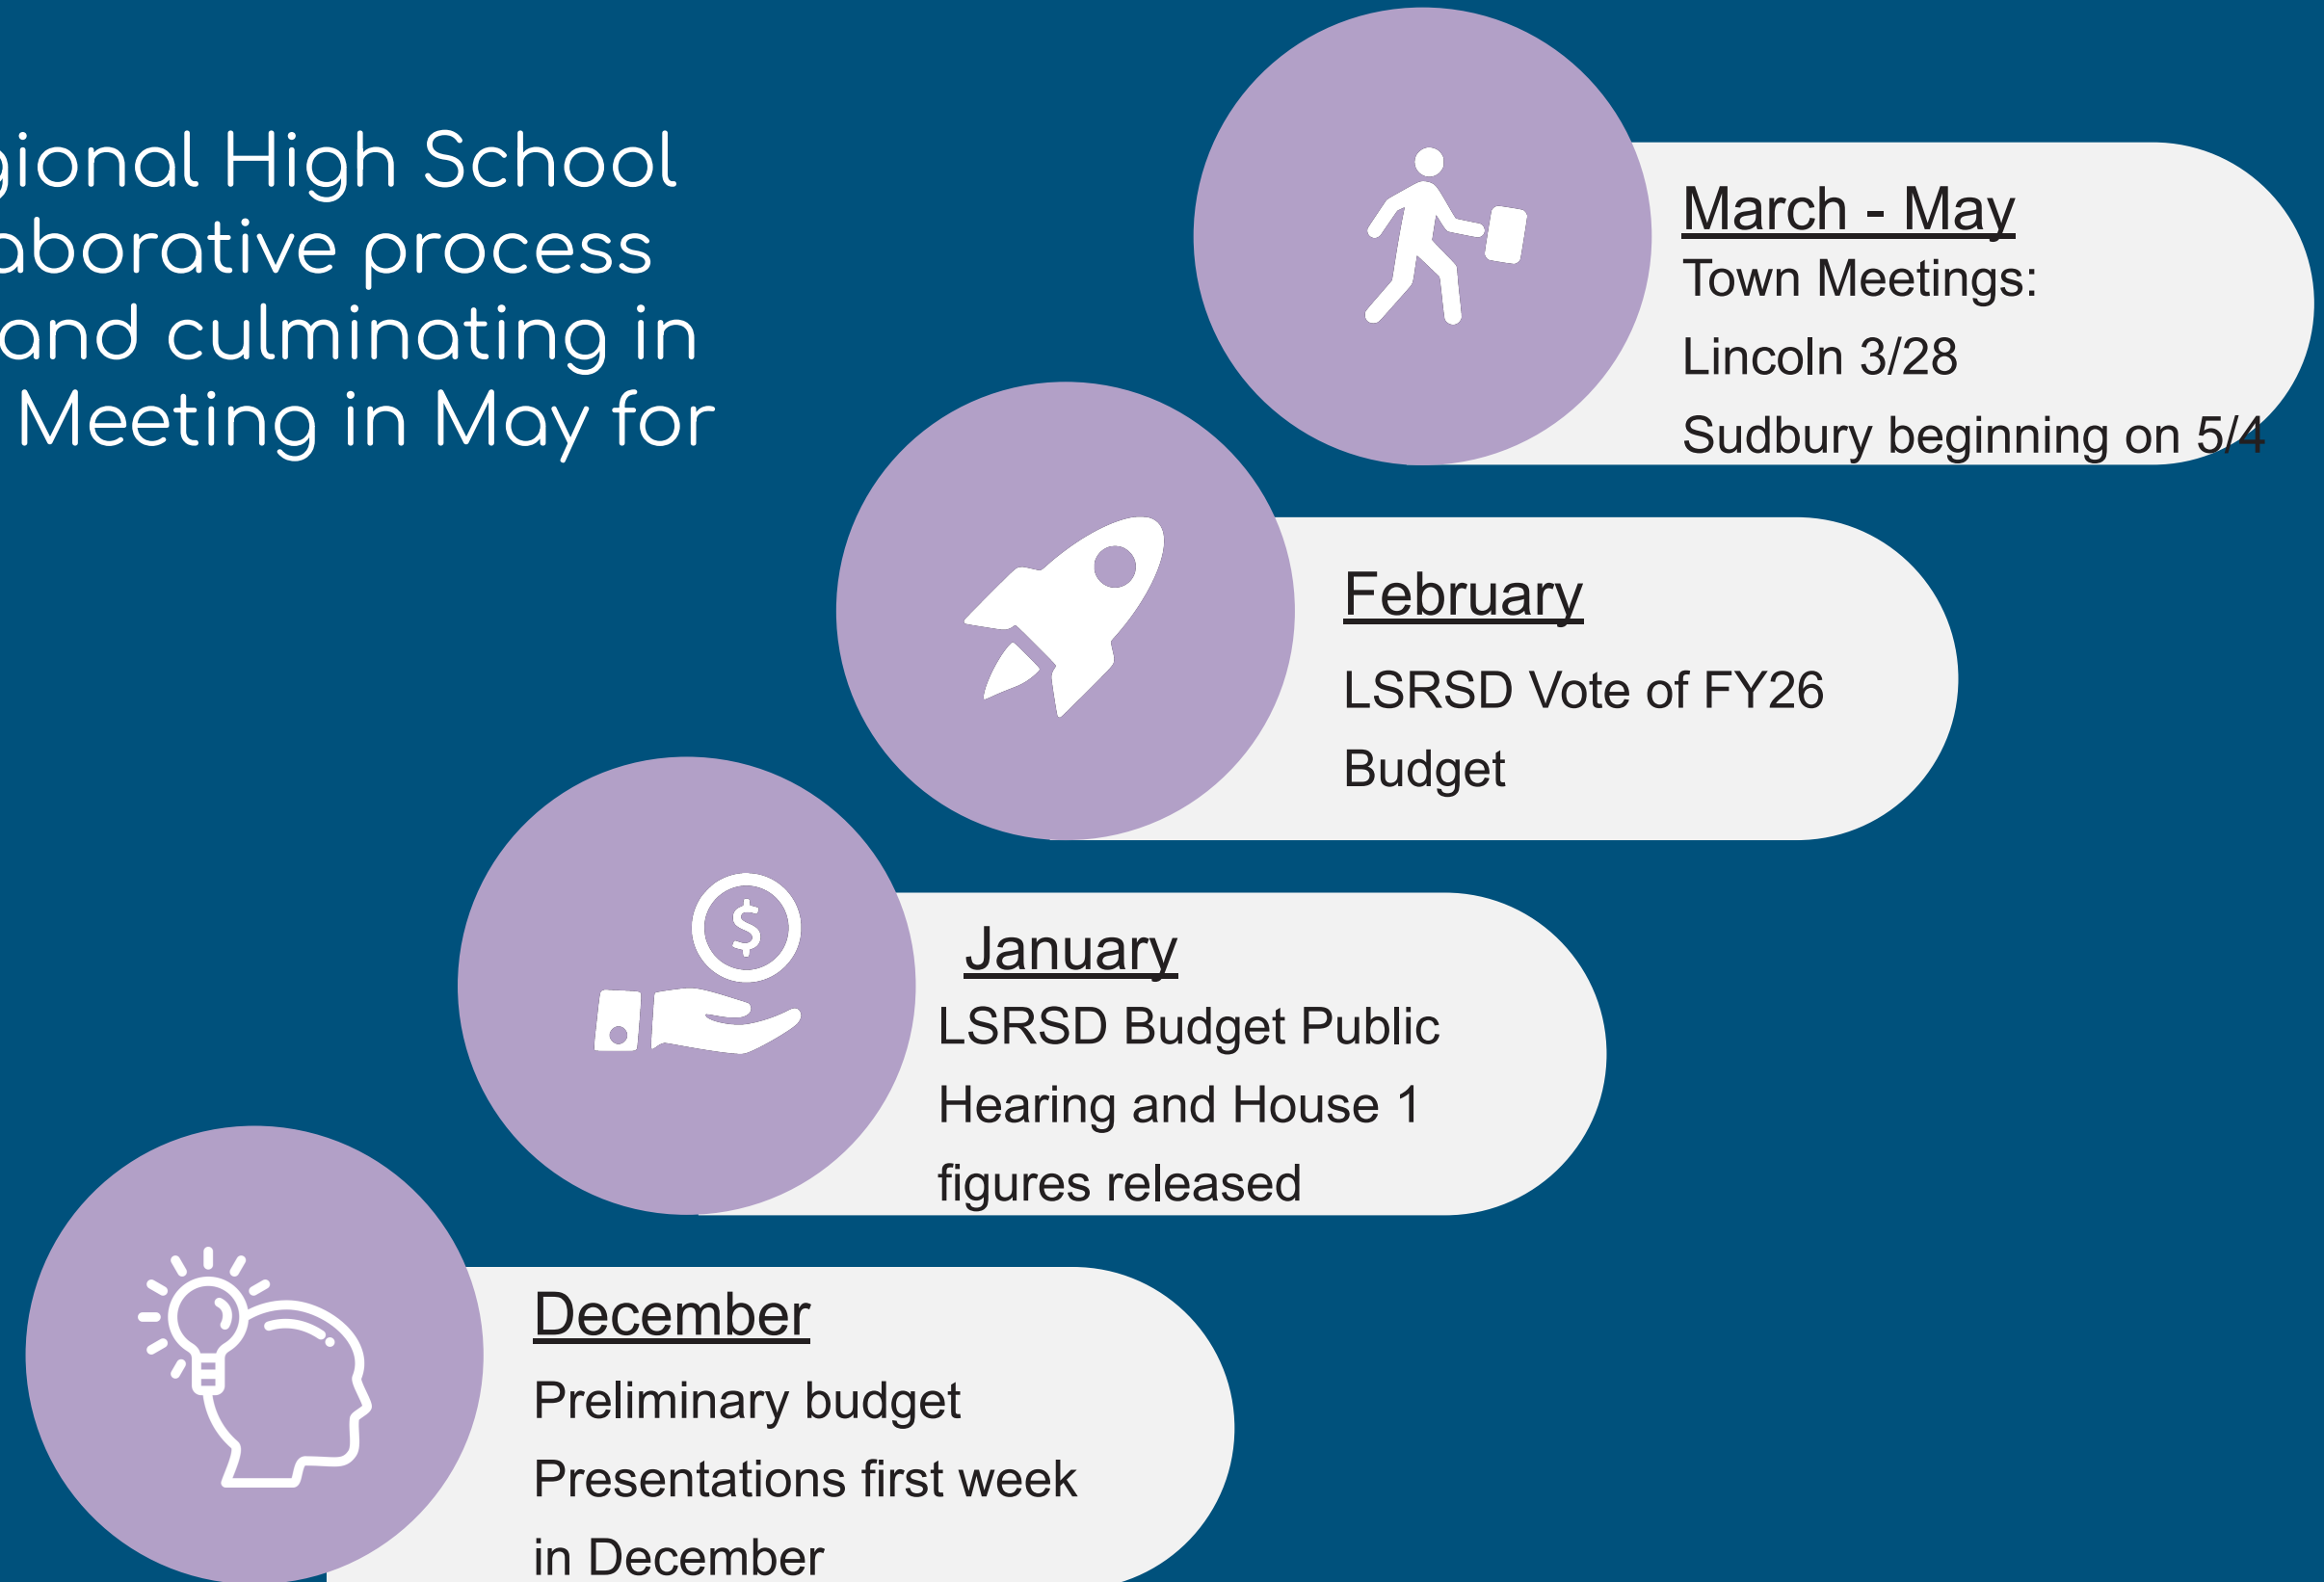 gional High School
aborative process
and culminating in
Meeting in May for
March - May
Town Meetings:
Lincoln 3/28
Sudbury beginning on 5/4
February
LSRSD Vote of FY26
Budget
January
LSRSD Budget Public
Hearing and House 1
figures released
December
Preliminary budget
Presentations first week
in December